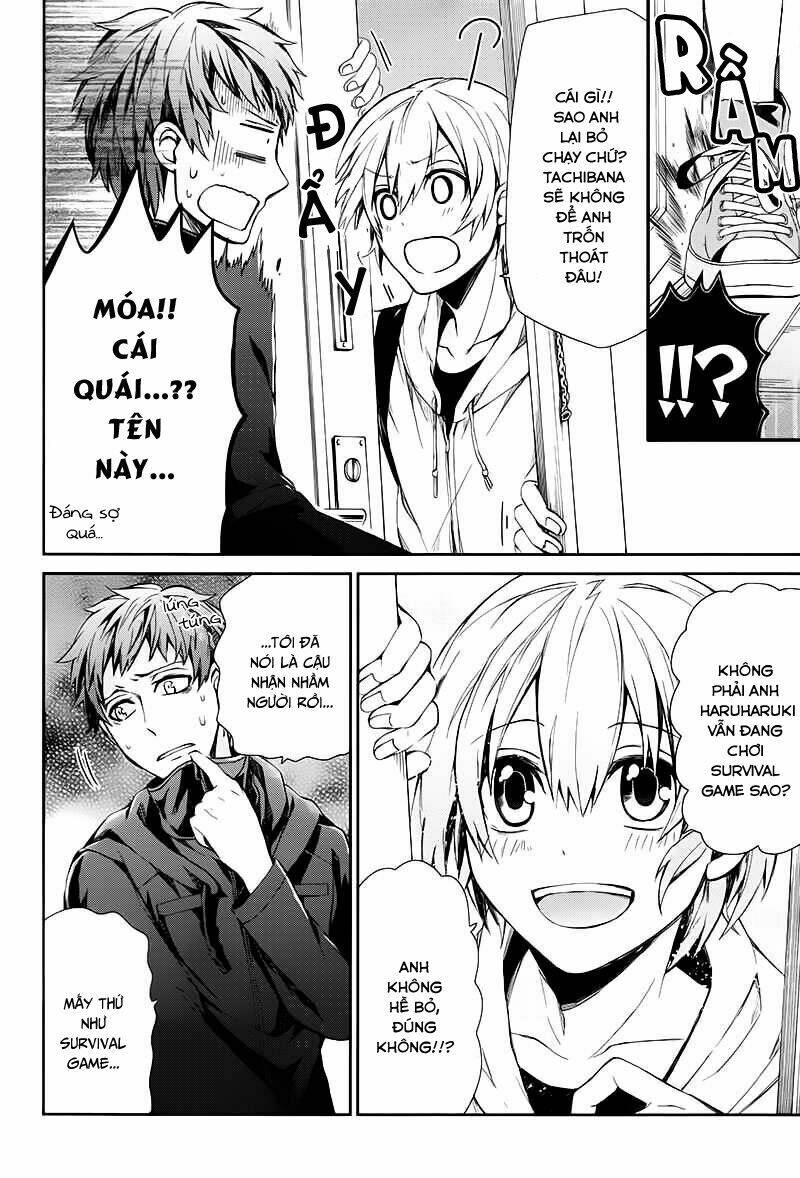 RẦM
!!?
CÁI GÌ!!
SAO ANH
LẠI BỎ
CHẠY CHỨ?
TACHIBANA
SẼ KHÔNG
ĐỂ ANH
TRỐN
THOÁT
ĐÂU!
?
ĐẨY
MÓA!!
CÁI
QUÁI...??
TÊN
NÀY...
Đáng sợ
quá...
KHÔNG
PHẢI ANH
HARUHARUKI
VẪN ĐANG
CHƠI
SURVIVAL
GAME SAO?
ANH
KHÔNG
HỀ BỎ,
ĐÚNG
KHÔNG!!?
...TÔI ĐÃ
NÓI LÀ CẬU
NHẬN NHẦM
NGƯỜI RỒI...
lúng
túng
MẤY THỨ
NHƯ
SURVIVAL
GAME...